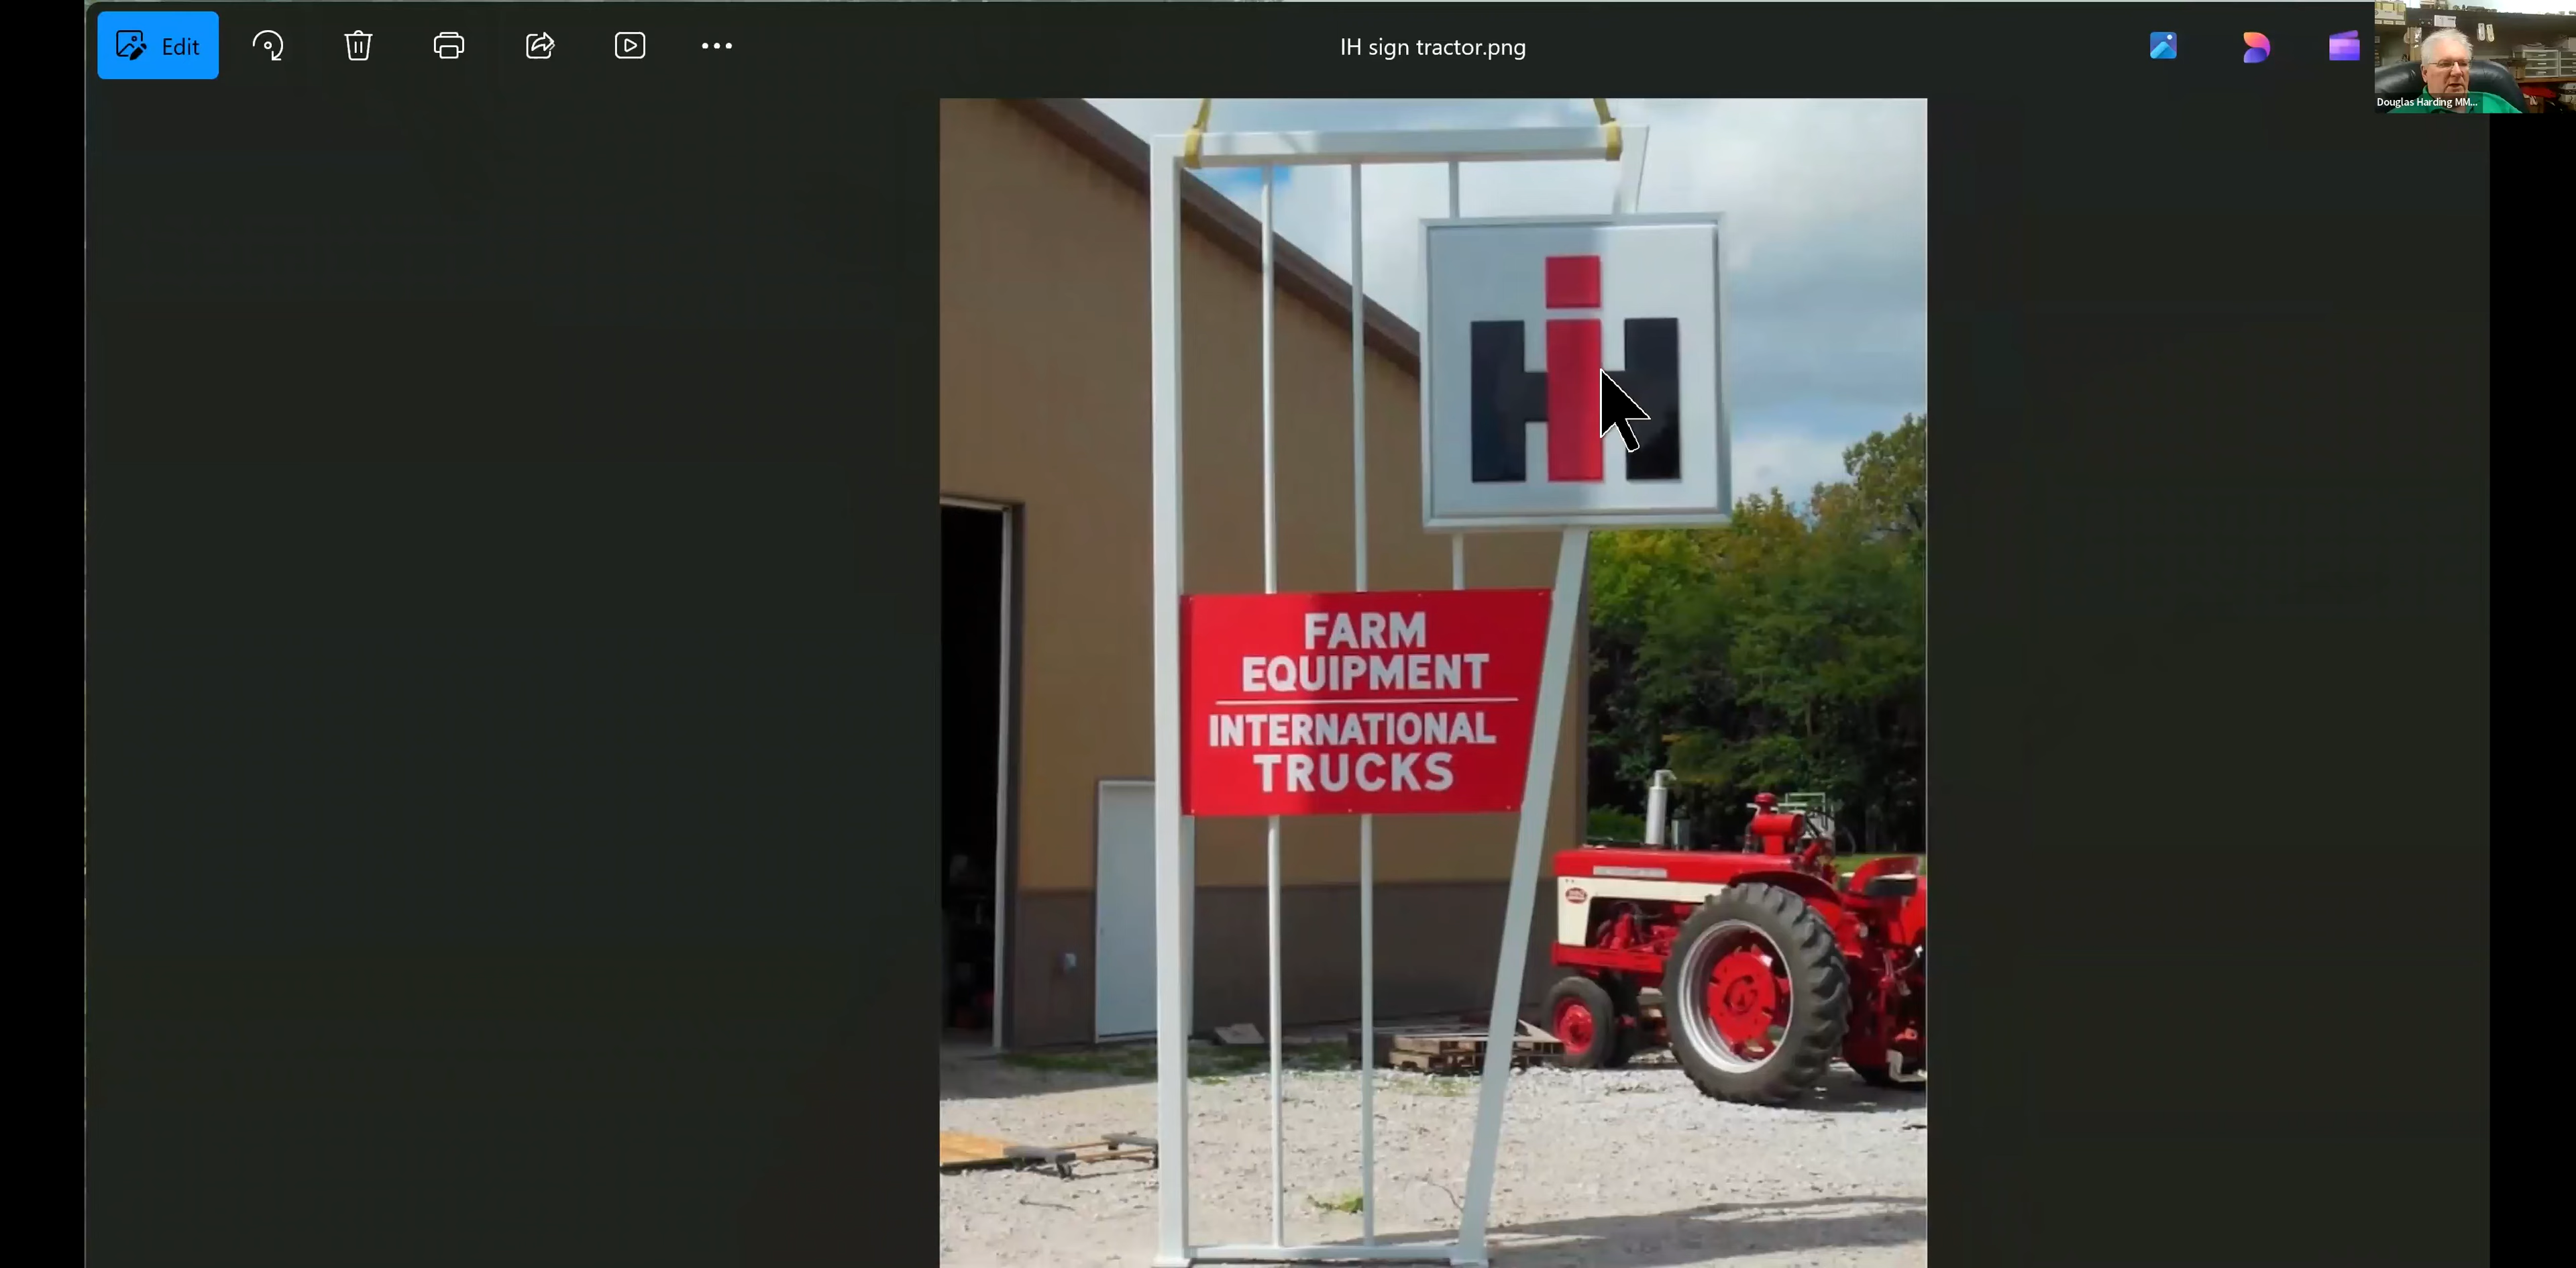 Edit
IH sign tractor.png
Douglas Harding MM...
IH
FARM
EQUIPMENT
INTERNATIONAL
TRUCKS